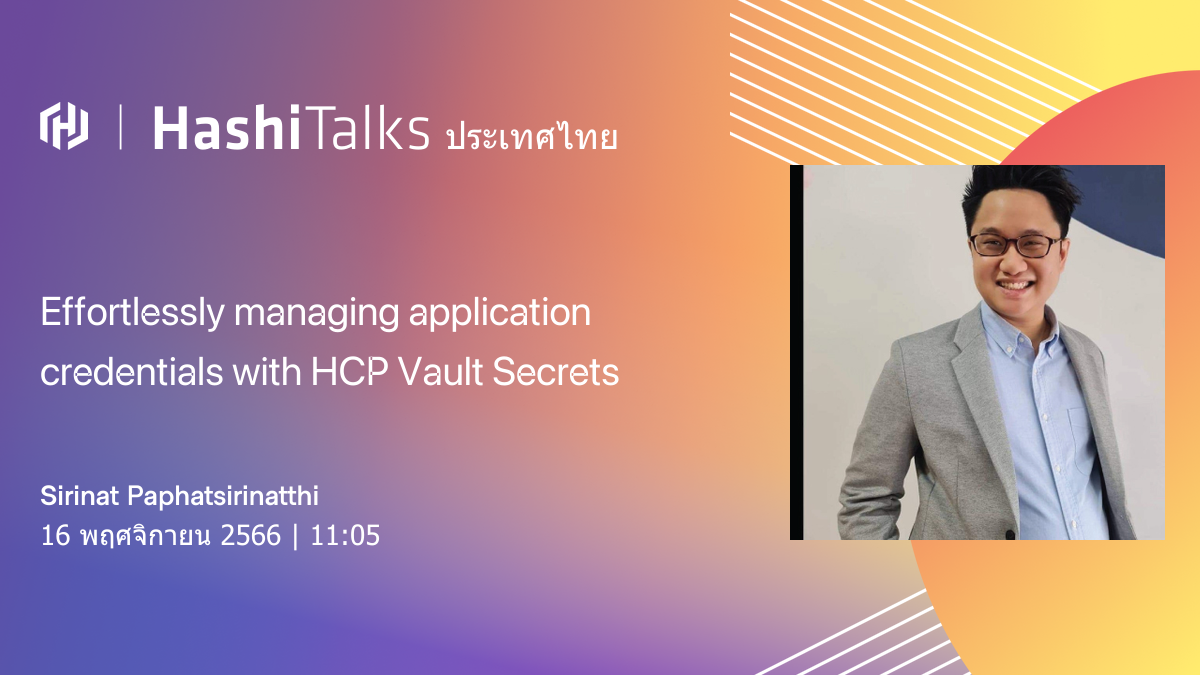 HashiTalks ประเทศไทย
Effortlessly managing application
credentials with HCP Vault Secrets
Sirinat Paphatsirinatthi
16 พฤศจิกายน 2566 | 11:05